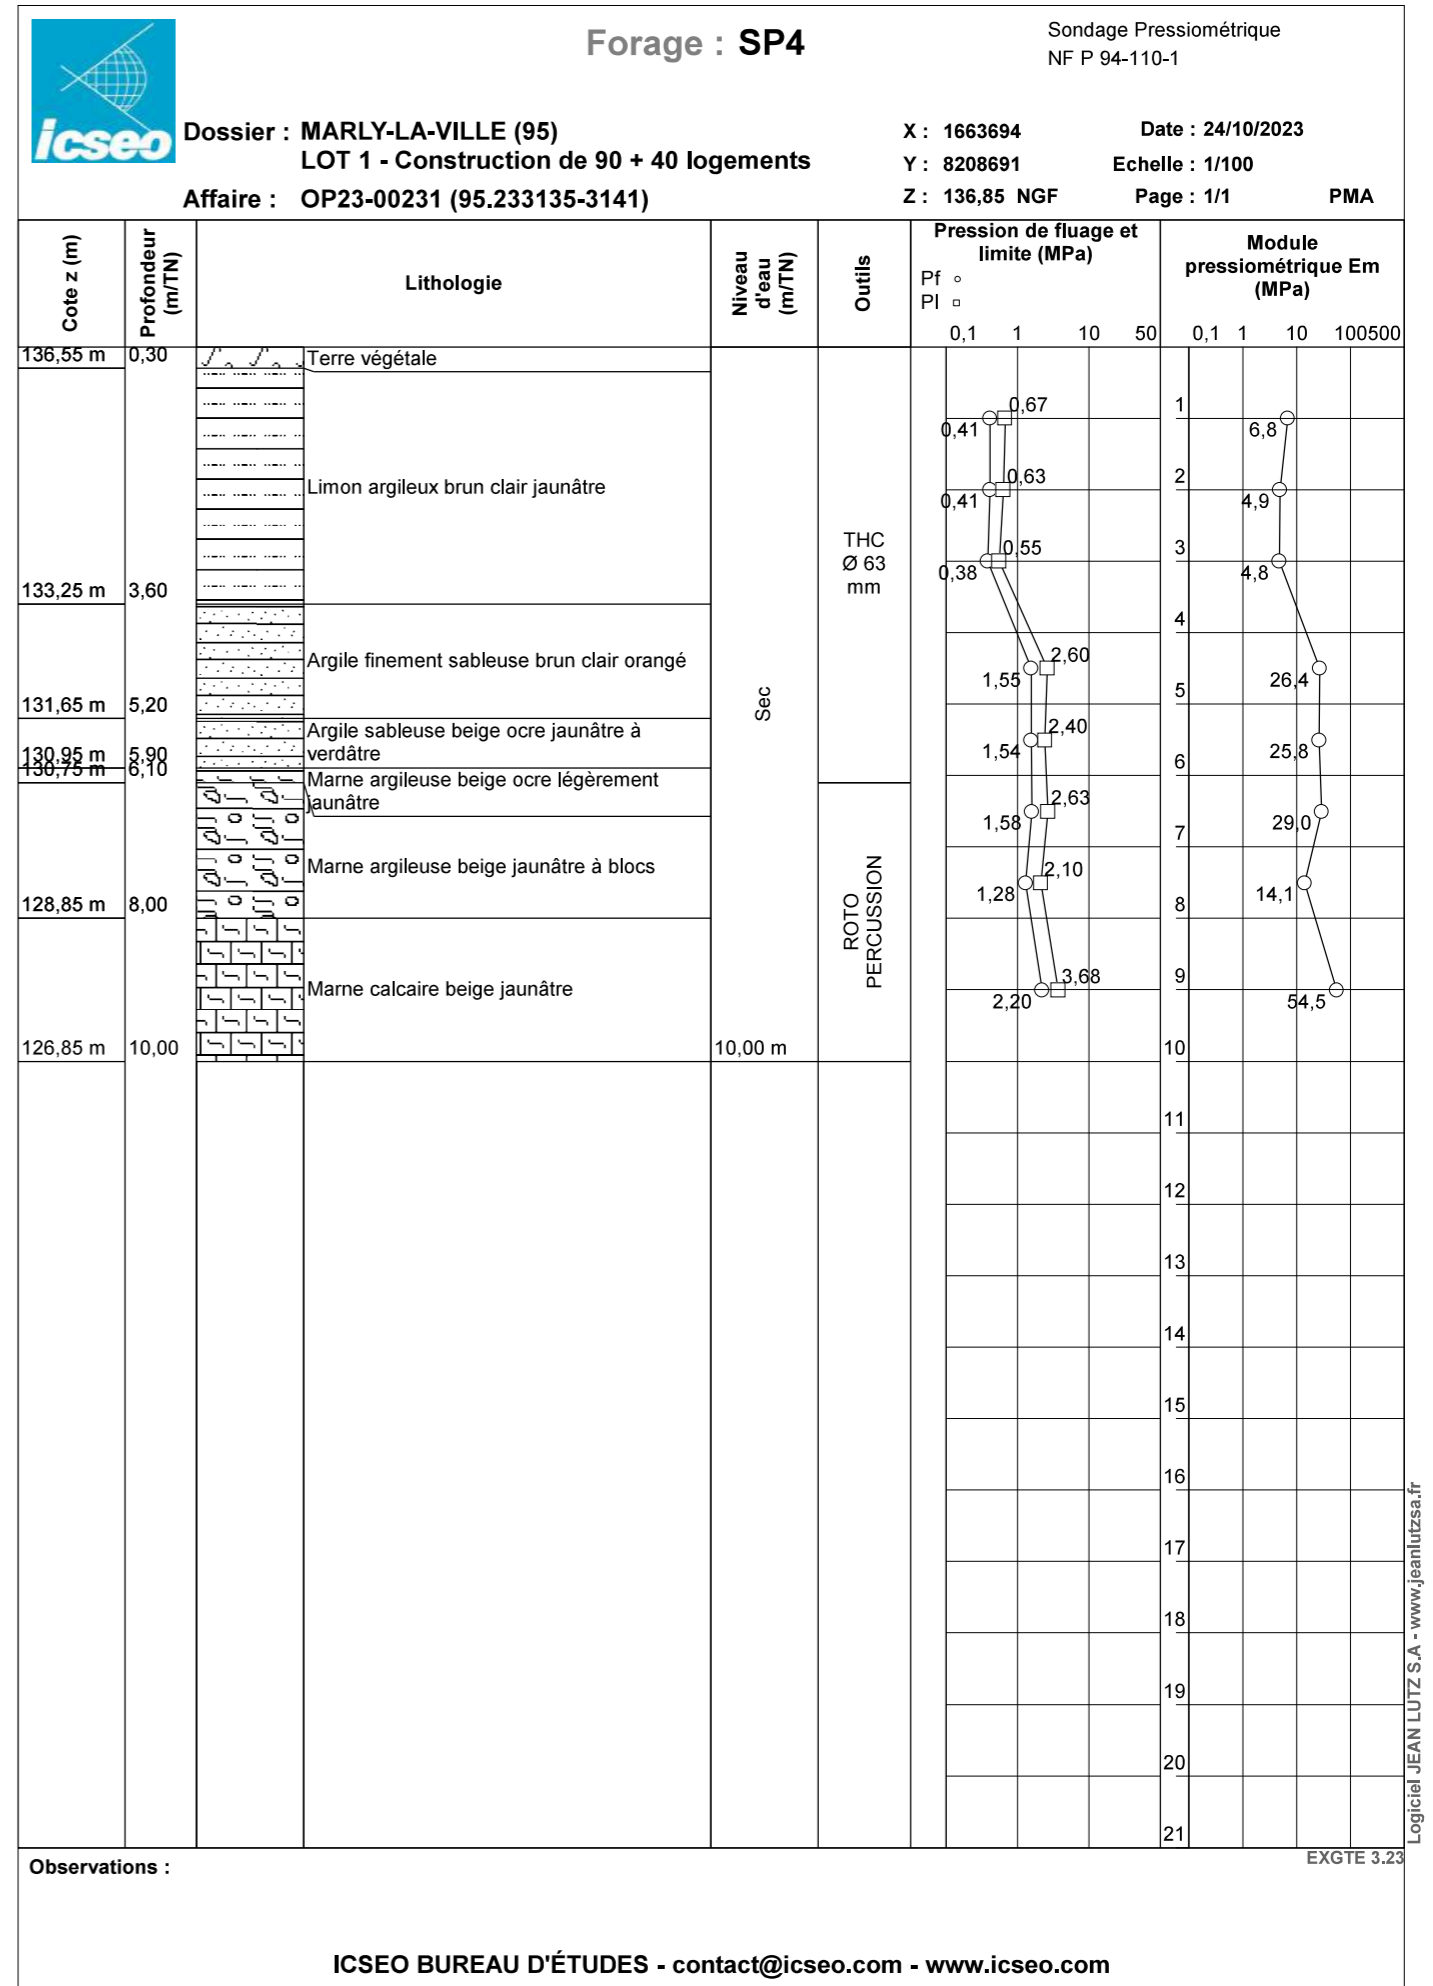 icseo
Forage : SP4
Sondage Pressiométrique
NF P 94-110-1
Dossier : MARLY-LA-VILLE (95)
LOT 1 - Construction de 90 + 40 logements
Affaire : OP23-00231 (95.233135-3141)
X : 1663694
Date : 24/10/2023
Y : 8208691
Echelle : 1/100
Z : 136,85 NGF
Page : 1/1
PMA
Cote z (m)
Profondeur
(m/TN)
Lithologie
Niveau
d'eau
(m/TN)
Outils
Pression de fluage et
limite (MPa)
Pf
Pl
0,1 1 10 50
Module
pressiométrique Em
(MPa)
0,1 1 10 100500
136,55 m 0,30 Terre végétale
Limon argileux brun clair jaunâtre
133,25 m 3,60
Argile finement sableuse brun clair orangé
131,65 m 5,20
Argile sableuse beige ocre jaunâtre à
verdâtre
130,95 m 5,90
130,75 m 6,10
Marne argileuse beige ocre légèrement
jaunâtre
Marne argileuse beige jaunâtre à blocs
128,85 m 8,00
Marne calcaire beige jaunâtre
126,85 m 10,00
Sec
10,00 m
THC
Ø 63
mm
ROTO
PERCUSSION
0,67
0,41
0,63
0,41
0,55
0,38
2,60
1,55
2,40
1,54
2,63
1,58
2,10
1,28
3,68
2,20
1
2
3
4
5
6
7
8
9
10
11
12
13
14
15
16
17
18
19
20
21
6,8
4,9
4,8
26,4
25,8
29,0
14,1
54,5
Logiciel JEAN LUTZ S.A - www.jeanlutzsa.fr
EXGTE 3.23
Observations :
ICSEO BUREAU D'ÉTUDES - contact@icseo.com - www.icseo.com